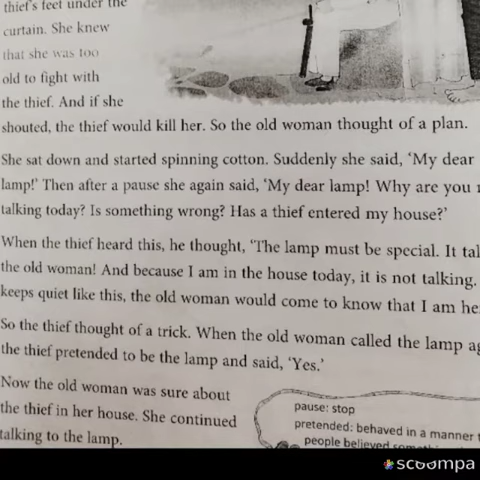 thief's feet under the
curtain. She knew
that she was too
old to fight with
the thief. And if she
shouted, the thief would kill her. So the old woman thought of a plan.
She sat down and started spinning cotton. Suddenly she said, ‘My dear
lamp!’ Then after a pause she again said, ‘My dear lamp! Why are you
talking today? Is something wrong? Has a thief entered my house?’
When the thief heard this, he thought, ‘The lamp must be special. It
the old woman! And because I am in the house today, it is not talking.
keeps quiet like this, the old woman would come to know that I am
So the thief thought of a trick. When the old woman called the lamp
the thief pretended to be the lamp and said, ‘Yes.’
Now the old woman was sure about
the thief in her house. She continued
talking to the lamp.
pause: stop
pretended: behaved in a manner
people believed
scoompa